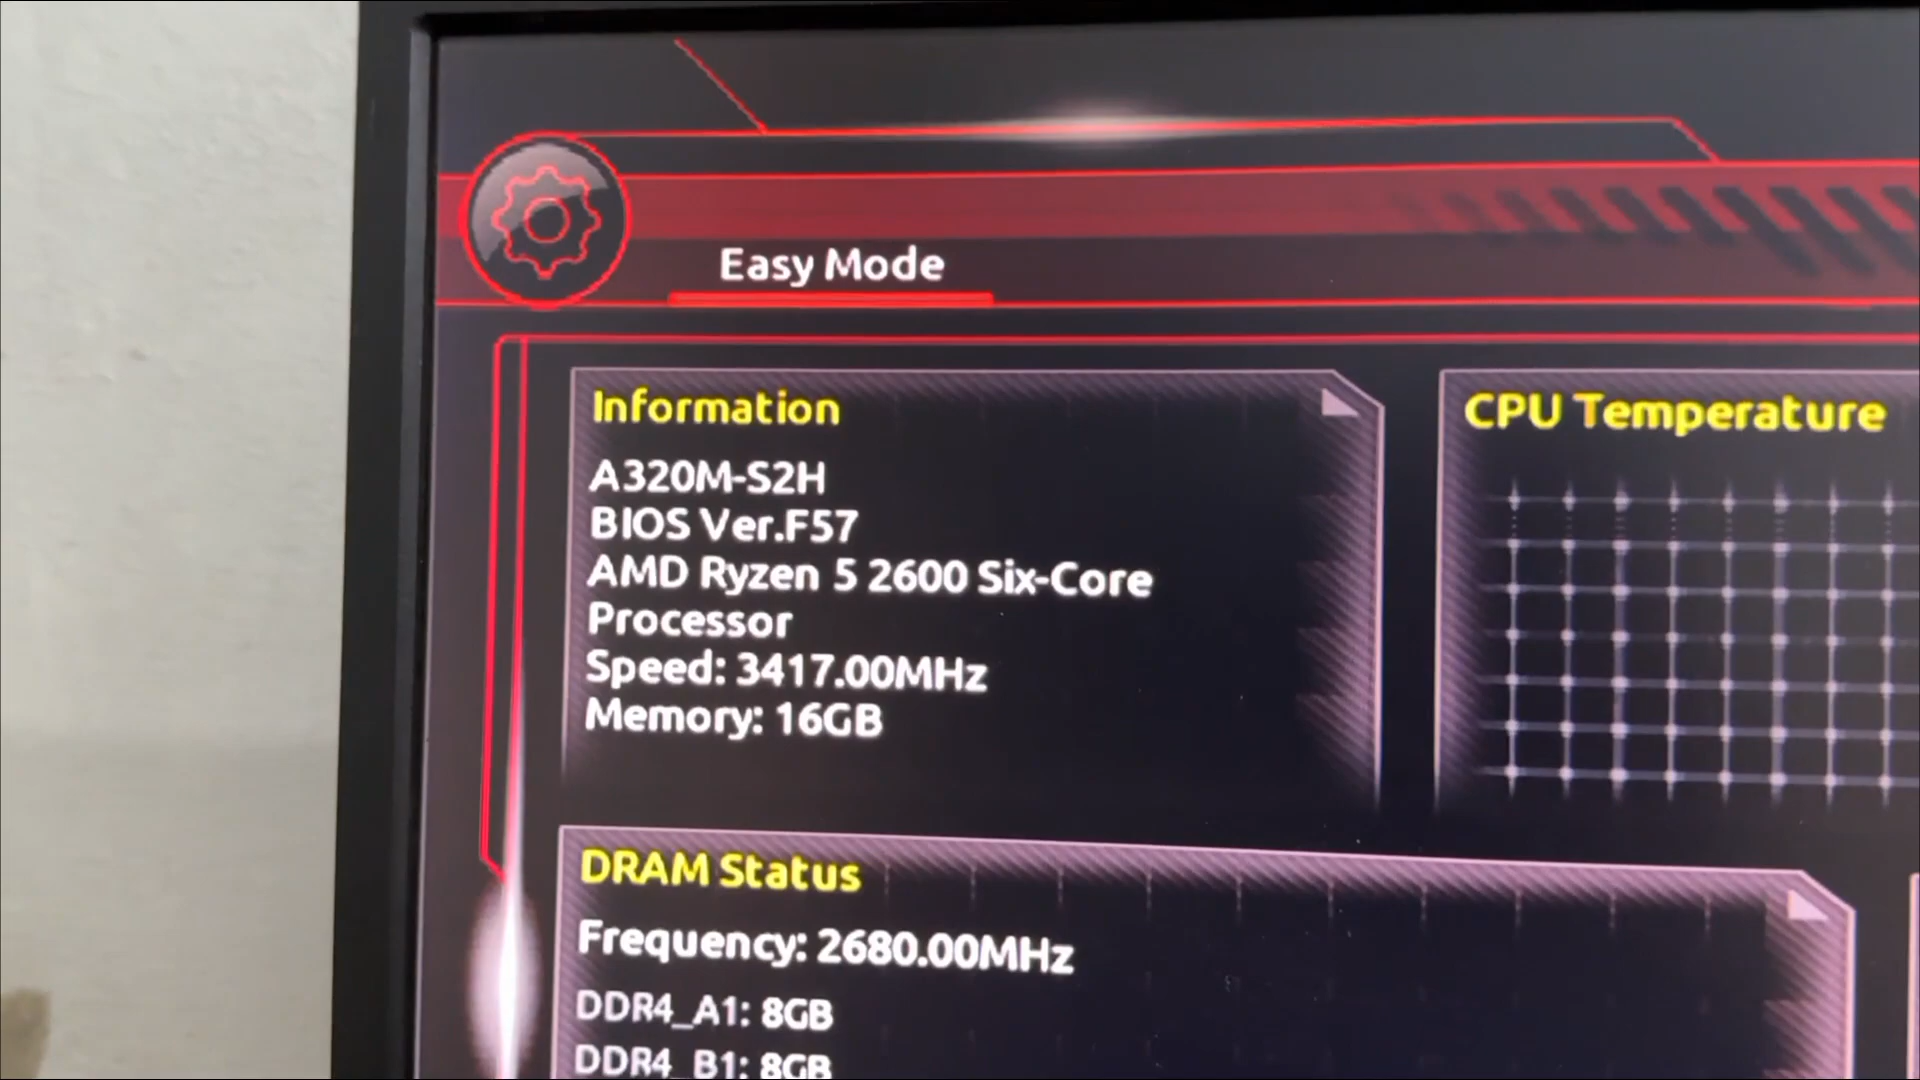 Easy Mode
Information
A320M-S2H
BIOS Ver.F57
AMD Ryzen 5 2600 Six-Core
Processor
Speed: 3417.00MHz
Memory: 16GB
CPU Temperature
DRAM Status
Frequency: 2680.00MHz
DDR4_A1: 8GB
DDR4_B1: 8GB